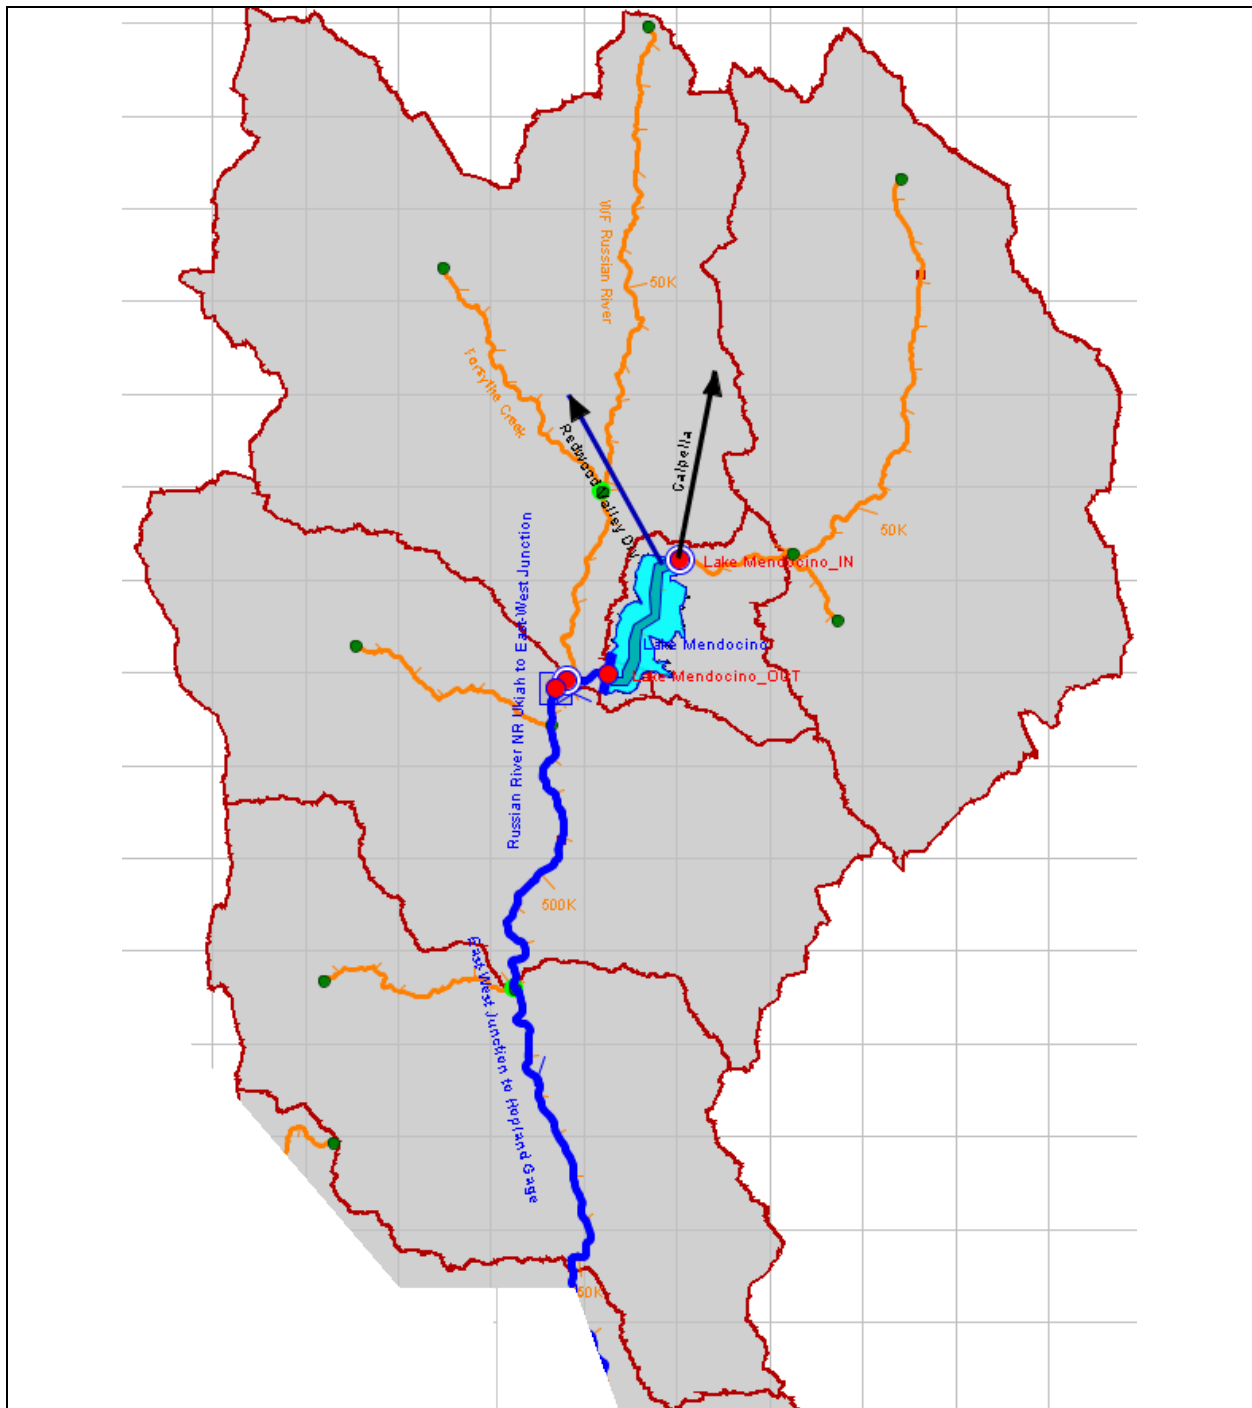 WF Russian River
50K
Forsythe Creek
Redwood Valley Div
Calpella
50K
Lake Mendocino_IN
Lake Mendocino
Lake Mendocino_OUT
Russian River NR Ukiah to East-West Junction
500K
East-West Junction to Hopland Gage
50K